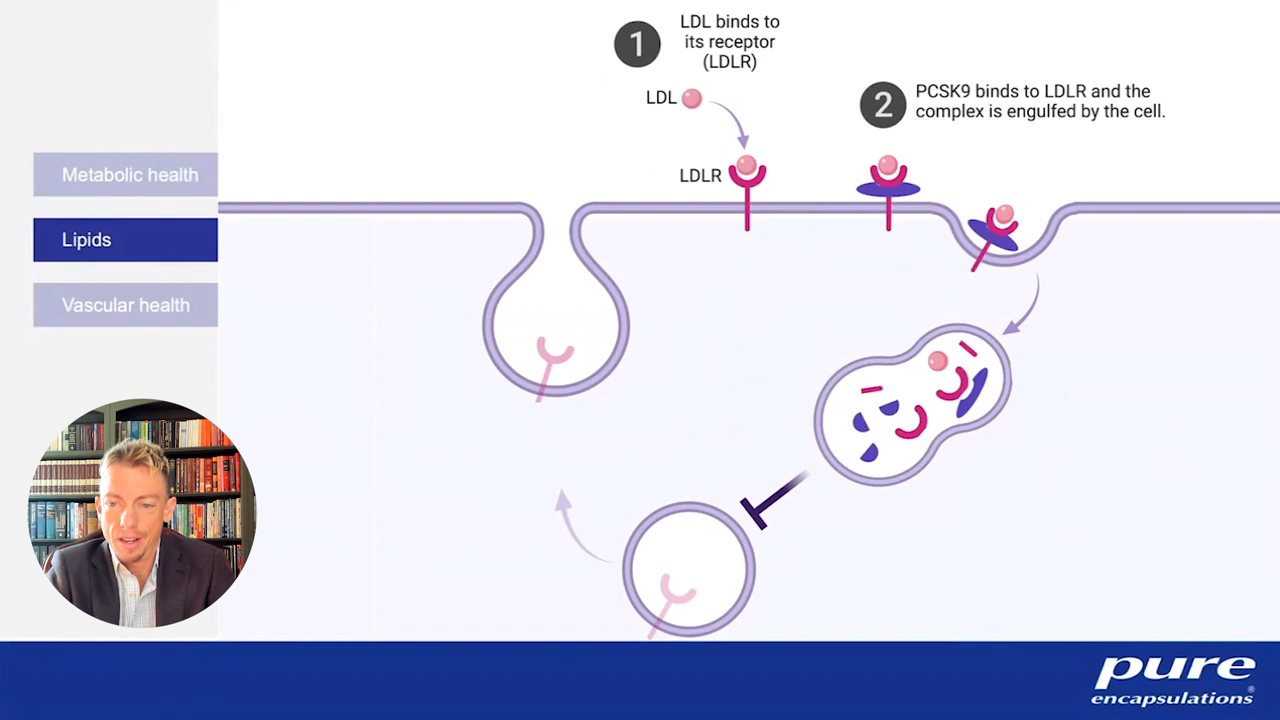 1
LDL binds to
its receptor
(LDLR)
LDL
2
PCSK9 binds to LDLR and the
complex is engulfed by the cell.
LDLR
Metabolic health
Lipids
Vascular health
pure
encapsulations®